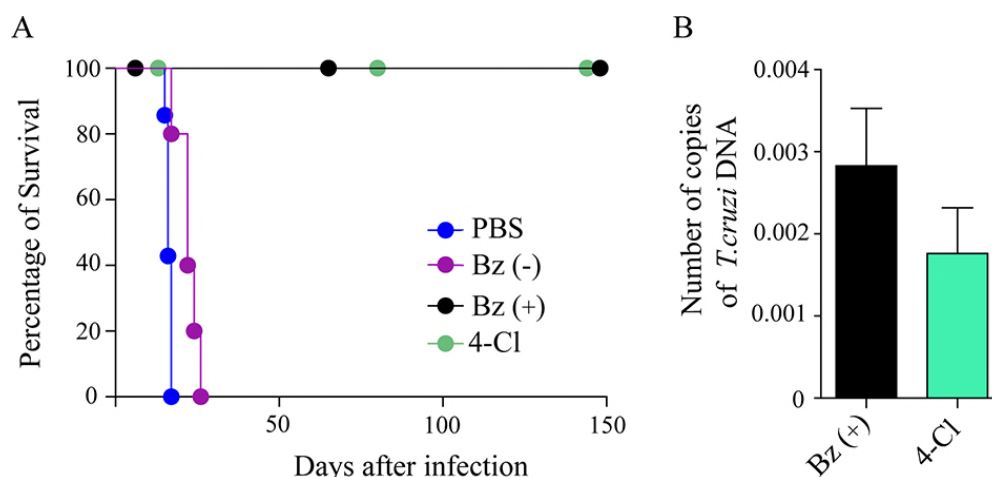 A
Percentage of Survival
100
80
60
40
20
0
50
100
150
Days after infection
PBS
Bz (-)
Bz (+)
4-Cl
B
Number of copies
of T.cruzi DNA
0.004
0.003
0.002
0.001
0
Bz (+)
4-Cl